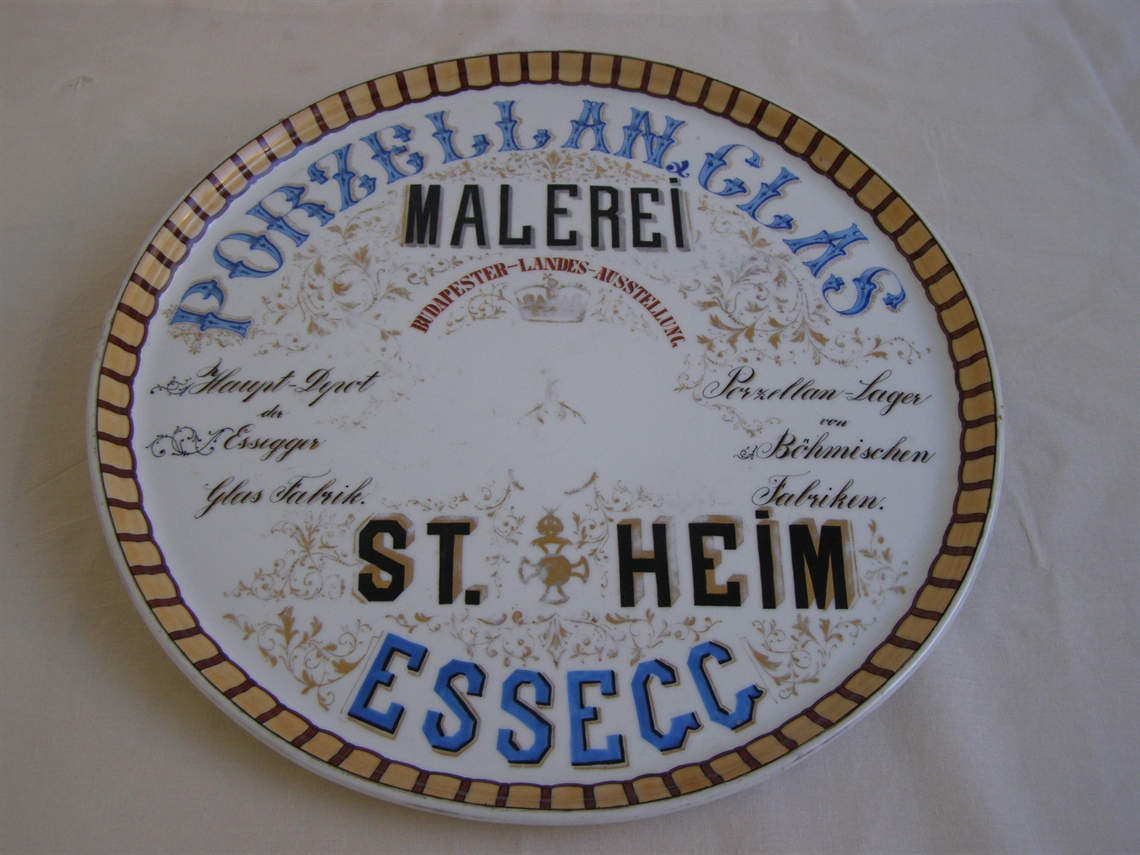 PORZELLAN & GLAS
MALEREi
BUDAPESTER-LANDES-AUSSTELLUNG
Haupt-Depot
der
Essegger
Glas Fabrik.
Porzellan-Lager
von
Böhmischen
Fabriken.
ST. HEiM
ESSEGG